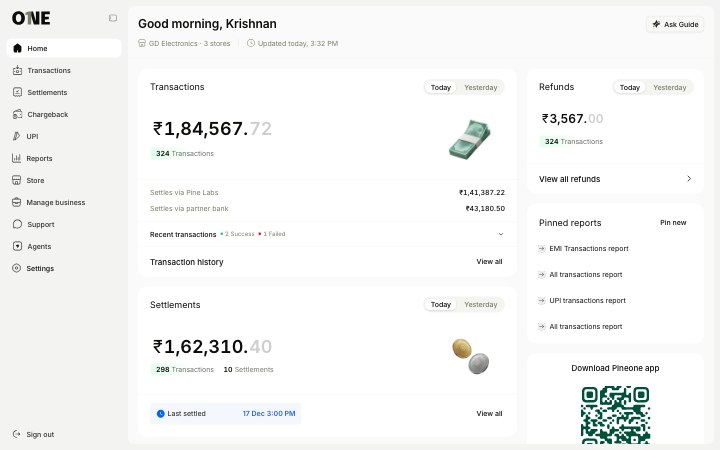 ONE
Home
Transactions
Settlements
Chargeback
UPI
Reports
Store
Manage business
Support
Agents
Settings
Sign out
Good morning, Krishnan
GD Electronics · 3 stores
Updated today, 3:32 PM
Ask Guide
Transactions
Today Yesterday
₹1,84,567.72
324 Transactions
Settles via Pine Labs ₹1,41,387.22
Settles via partner bank ₹43,180.50
Recent transactions 2 Success 1 Failed
Transaction history View all
Settlements
Today Yesterday
₹1,62,310.40
298 Transactions 10 Settlements
Last settled 17 Dec 3:00 PM
View all
Refunds
Today Yesterday
₹3,567.00
324 Transactions
View all refunds
Pinned reports Pin new
EMI Transactions report
All transactions report
UPI transactions report
All transactions report
Download Pineone app